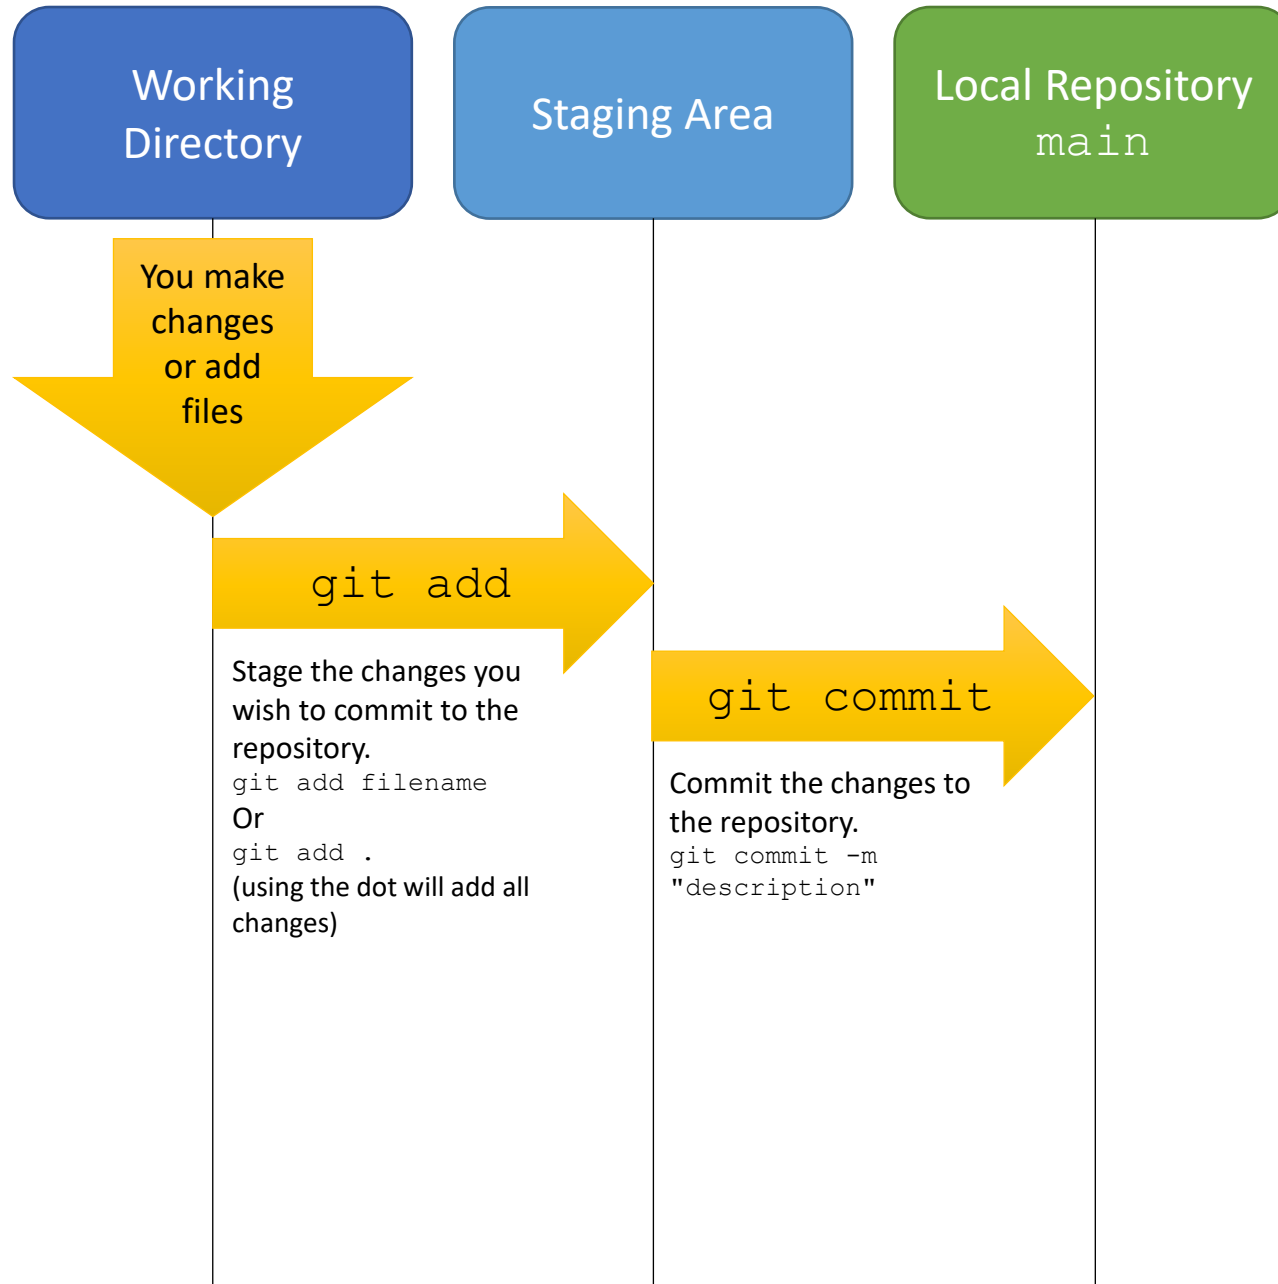 Working
Directory
Staging Area
Local Repository
main
You make
changes
or add
files
git add
Stage the changes you
wish to commit to the
repository.
git add filename
Or
git add .
(using the dot will add all
changes)
git commit
Commit the changes to
the repository.
git commit -m
"description"